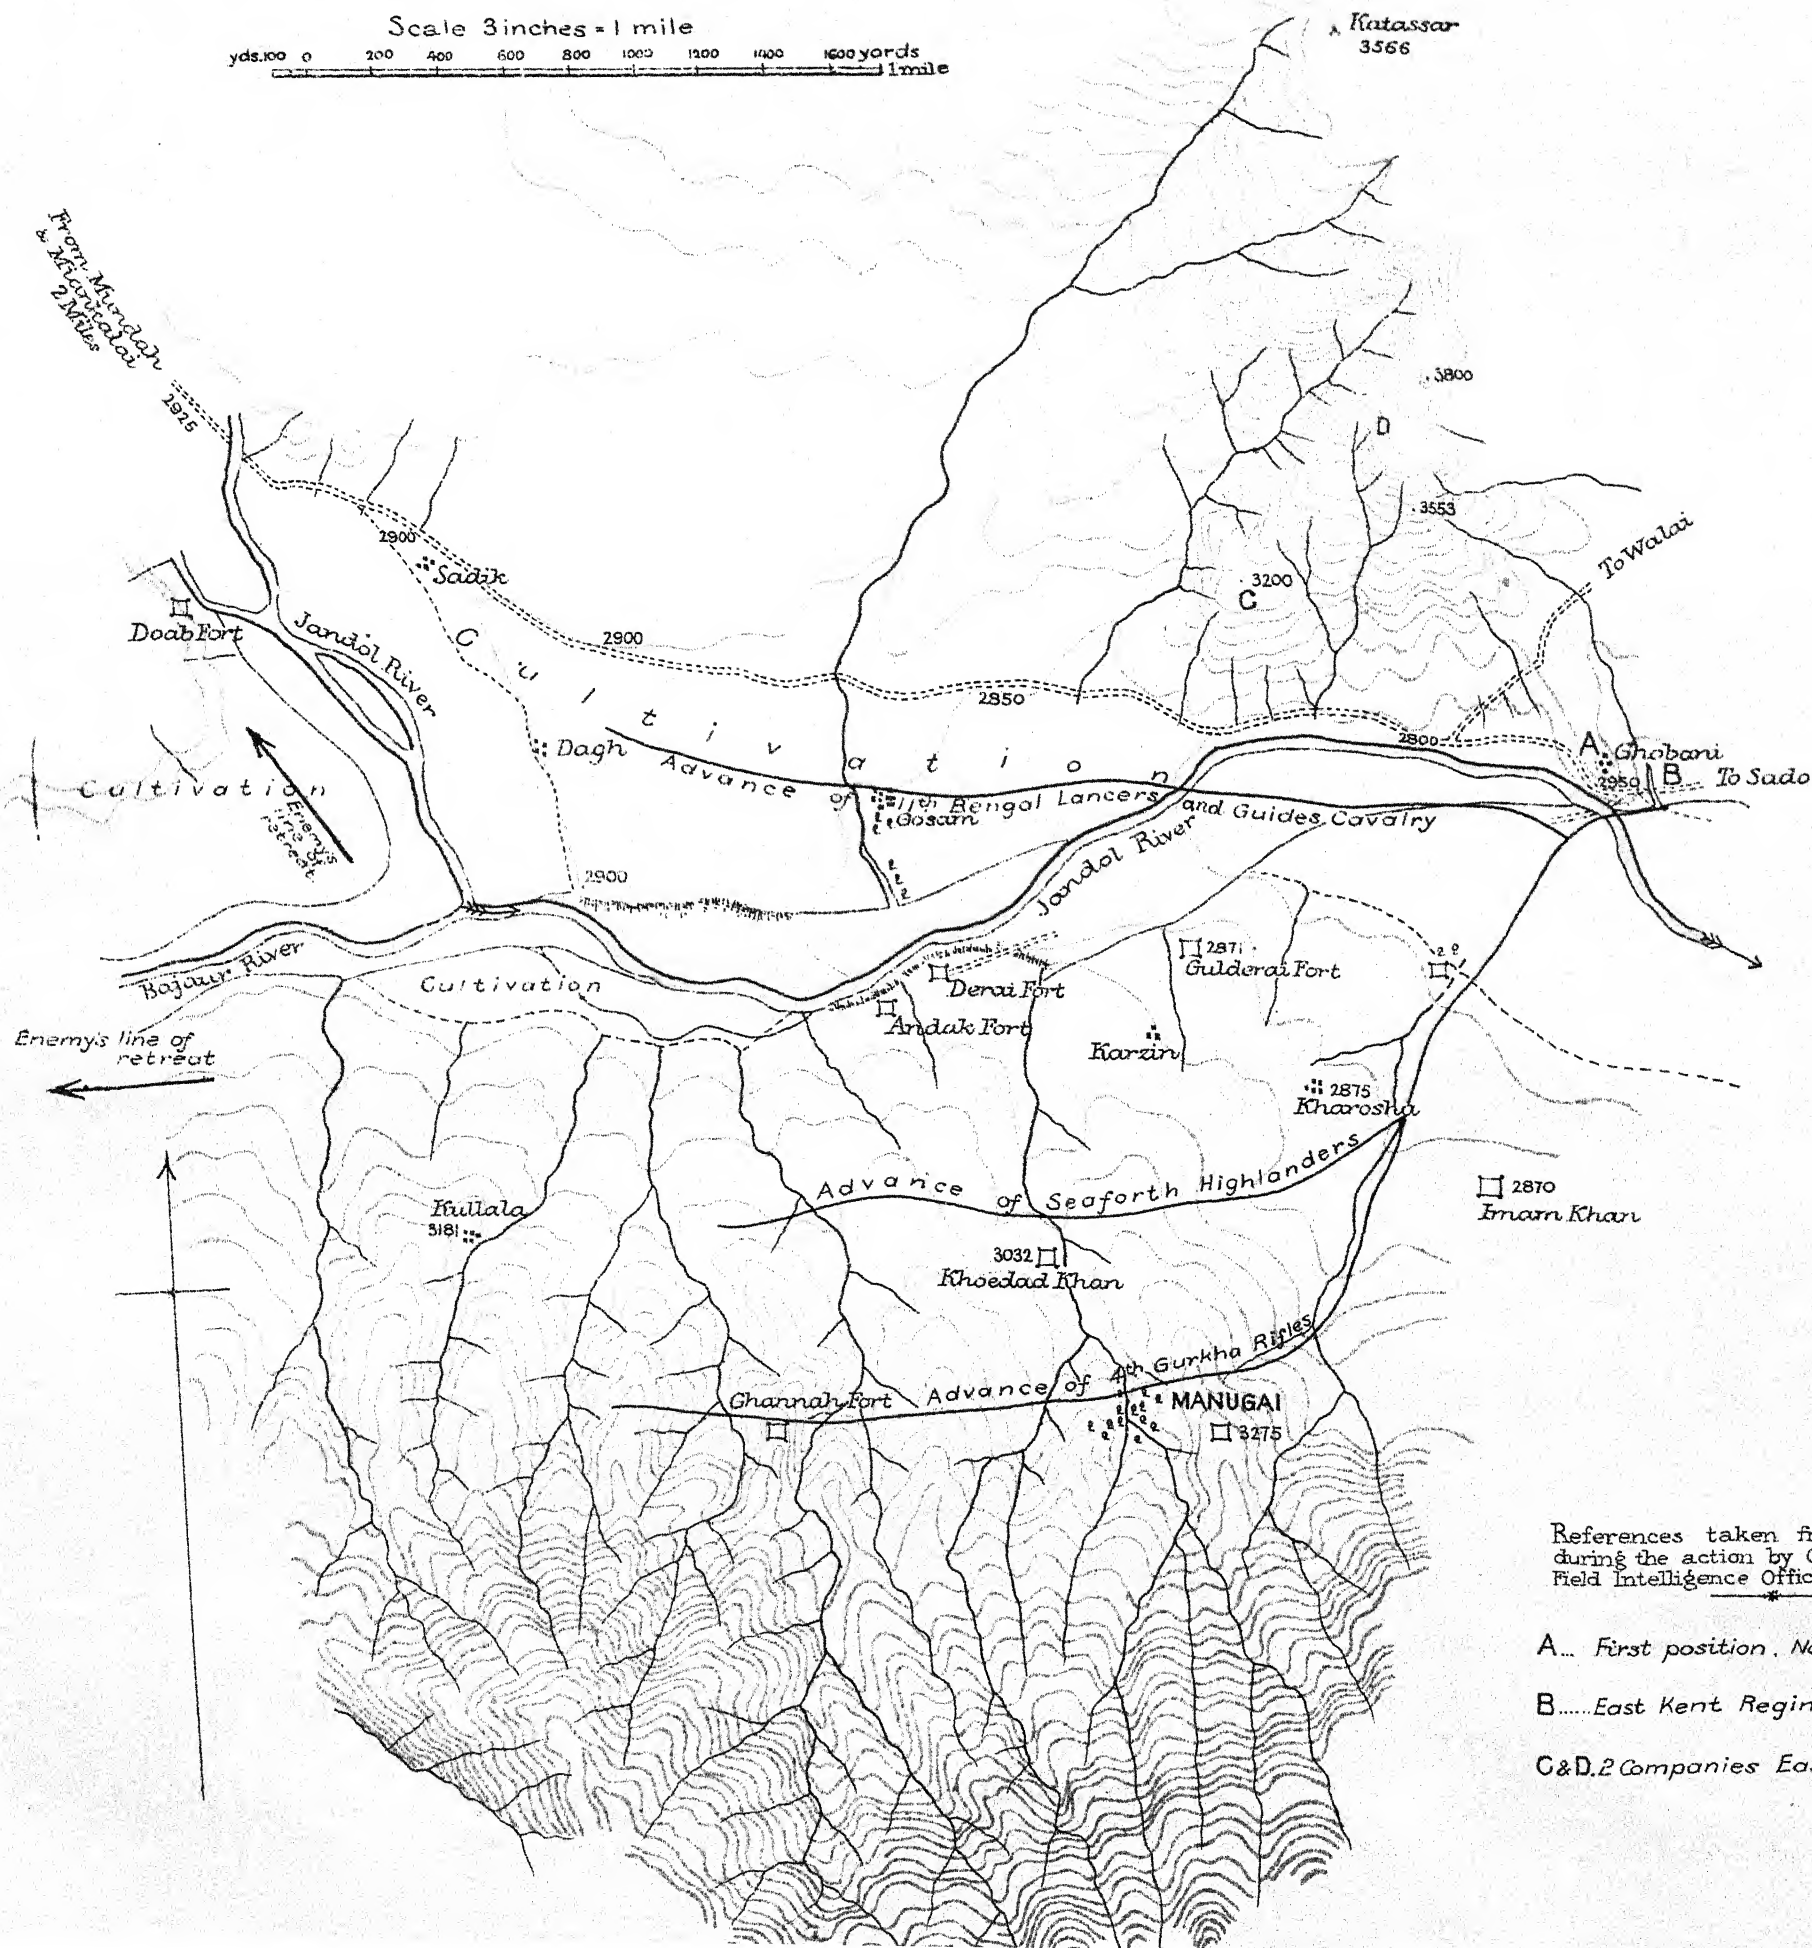 Scale 3 inches = 1 mile
yds. 100 0 200 400 600 800 1000 1200 1400 1600 yards
1 mile
Katassar
3566
From Mundah
& Mianicalai
2 Miles
2925
.3800
D
.3553
To Walai
2900
Sadik
.3200
C
Doab Fort
Jandol River
2900
Cultivation
2850
2800
A
Ghobani
2950
B
To Sado
Dagh
Advance of 11th Bengal Lancers and Guides Cavalry
Gosam
Cultivation
Enemy's
line of
retreat.
2900
Jandol River
Bajaur River
Cultivation
2871
Gulderai Fort
Derai Fort
Anduk Fort
Karzin
Enemy's line of
retreat
2875
Kharosha
Advance of Seaforth Highlanders
2870
Imam Khan
Kullala
3181
3032
Khoedad Khan
Ghannah Fort
Advance of 4th Gurkha Rifles
MANUGAI
3275
References taken
during the action by
Field Intelligence
A... First position.
B...... East Kent
C & D. 2 Companies